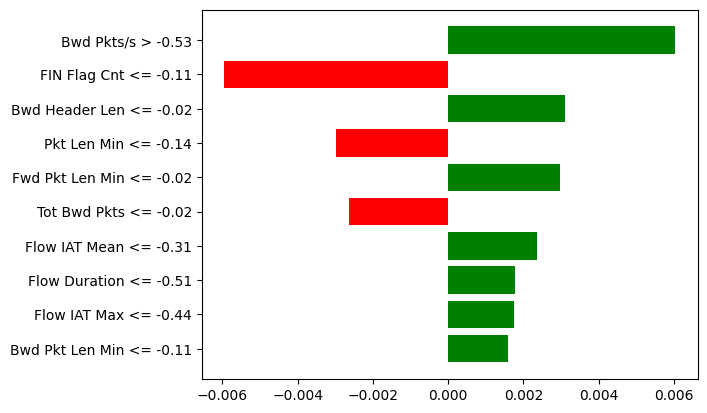 Bwd Pkts/s > -0.53
FIN Flag Cnt <= -0.11
Bwd Header Len <= -0.02
Pkt Len Min <= -0.14
Fwd Pkt Len Min <= -0.02
Tot Bwd Pkts <= -0.02
Flow IAT Mean <= -0.31
Flow Duration <= -0.51
Flow IAT Max <= -0.44
Bwd Pkt Len Min <= -0.11
−0.006 −0.004 −0.002 0.000 0.002 0.004 0.006